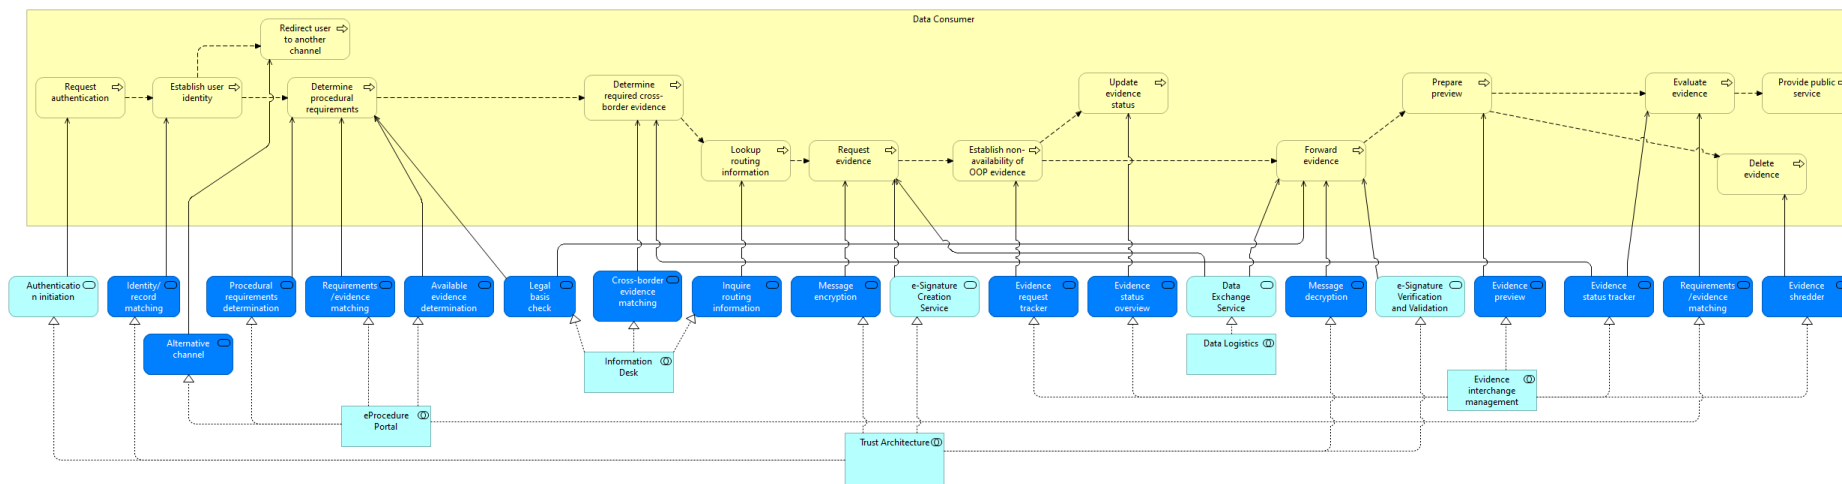 Data Consumer
Redirect user
to another
channel
Request
authentication
Establish user
identity
Determine
procedural
requirements
Determine
required cross-
border evidence
Update
evidence
status
Prepare
preview
Evaluate
evidence
Provide public
service
Lookup
routing
information
Request
evidence
Establish non-
availability of
OOP evidence
Forward
evidence
Delete
evidence
Authenticatio
n initiation
Identity/
record
matching
Procedural
requirements
determination
Requirements
/evidence
matching
Available
evidence
determination
Legal
basis
check
Cross-border
evidence
matching
Inquire
routing
information
Message
encryption
e-Signature
Creation
Service
Evidence
request
tracker
Evidence
status
overview
Data
Exchange
Service
Message
decryption
e-Signature
Verification
and Validation
Evidence
preview
Evidence
status tracker
Requirements
/evidence
matching
Evidence
shredder
Alternative
channel
Information
Desk
Data Logistics
Evidence
interchange
management
eProcedure
Portal
Trust Architecture